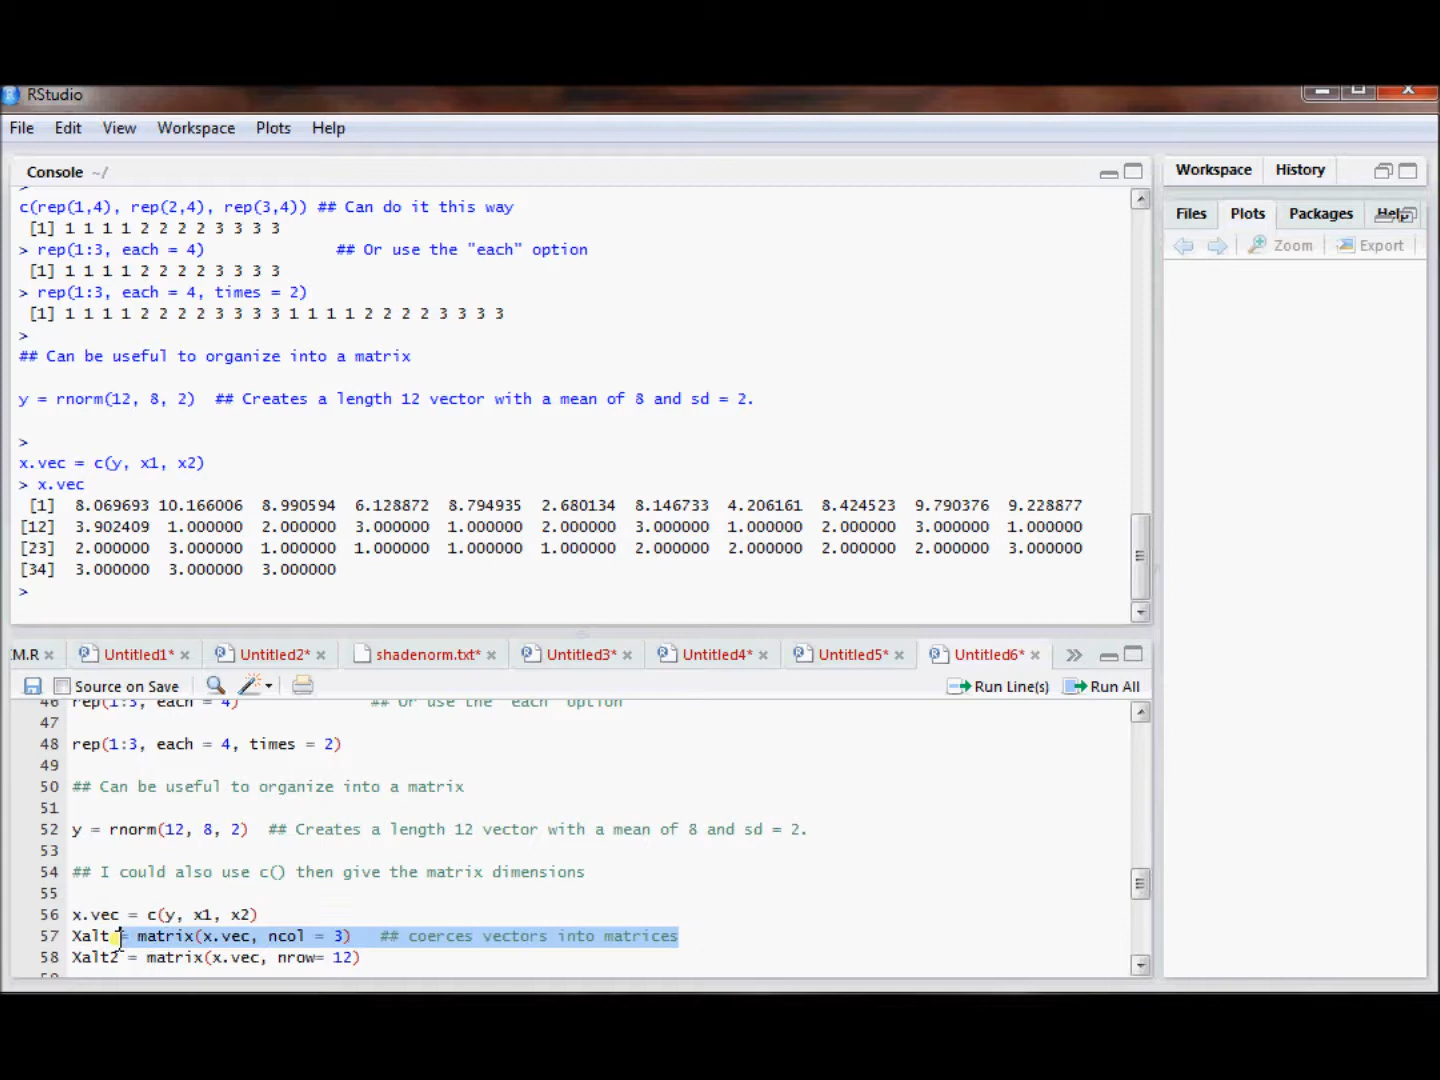 RStudio
File Edit View Workspace Plots Help
Console ~/
>
c(rep(1,4), rep(2,4), rep(3,4)) ## Can do it this way
[1] 1 1 1 1 2 2 2 2 3 3 3 3
> rep(1:3, each = 4) ## Or use the "each" option
[1] 1 1 1 1 2 2 2 2 3 3 3 3
> rep(1:3, each = 4, times = 2)
[1] 1 1 1 1 2 2 2 2 3 3 3 3 1 1 1 1 2 2 2 2 3 3 3 3
>
## Can be useful to organize into a matrix
y = rnorm(12, 8, 2) ## Creates a length 12 vector with a mean of 8 and sd = 2.
>
x.vec = c(y, x1, x2)
> x.vec
[1] 8.069693 10.166006 8.990594 6.128872 8.794935 2.680134 8.146733 4.206161 8.424523 9.790376 9.228877
[12] 3.902409 1.000000 2.000000 3.000000 1.000000 2.000000 3.000000 1.000000 2.000000 3.000000 1.000000
[23] 2.000000 3.000000 1.000000 1.000000 1.000000 1.000000 2.000000 2.000000 2.000000 2.000000 3.000000
[34] 3.000000 3.000000 3.000000
>
Workspace History
Files Plots Packages Help
Zoom Export
.M.R Untitled1* Untitled2* shadenorm.txt* Untitled3* Untitled4* Untitled5* Untitled6*
Source on Save Run Line(s) Run All
46 rep(1:3, each = 4) ## Or use the "each" option
47
48 rep(1:3, each = 4, times = 2)
49
50 ## Can be useful to organize into a matrix
51
52 y = rnorm(12, 8, 2) ## Creates a length 12 vector with a mean of 8 and sd = 2.
53
54 ## I could also use c() then give the matrix dimensions
55
56 x.vec = c(y, x1, x2)
57 Xalt = matrix(x.vec, ncol = 3) ## coerces vectors into matrices
58 Xalt2 = matrix(x.vec, nrow= 12)
59